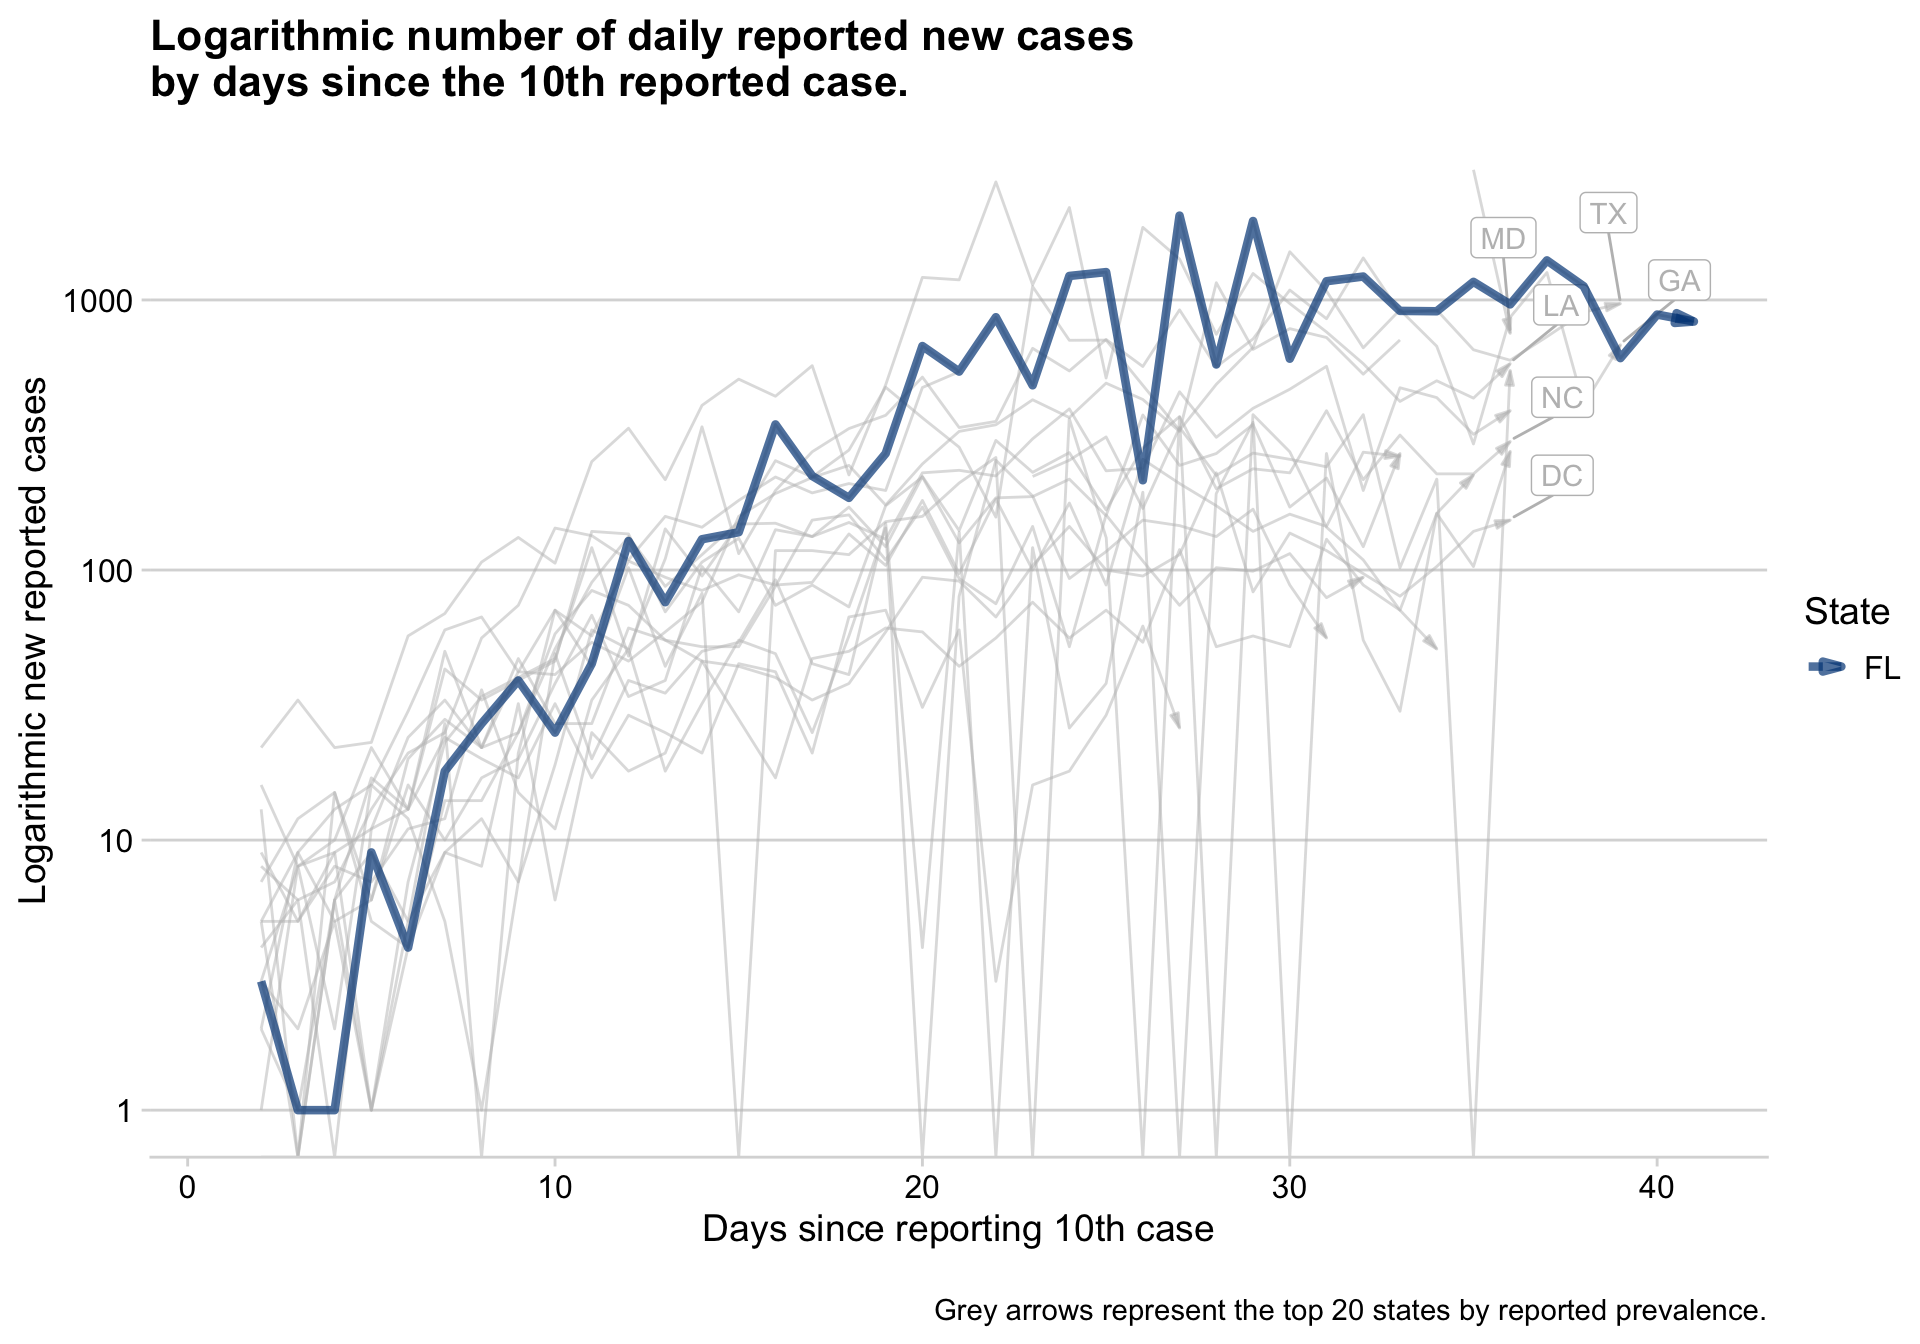 Logarithmic number of daily reported new cases
by days since the 10th reported case.
TX
MD
GA
1000
LA
NC
DC
100
10
1
Logarithmic new reported cases
State
FL
0 10 20 30 40
Days since reporting 10th case
Grey arrows represent the top 20 states by reported prevalence.